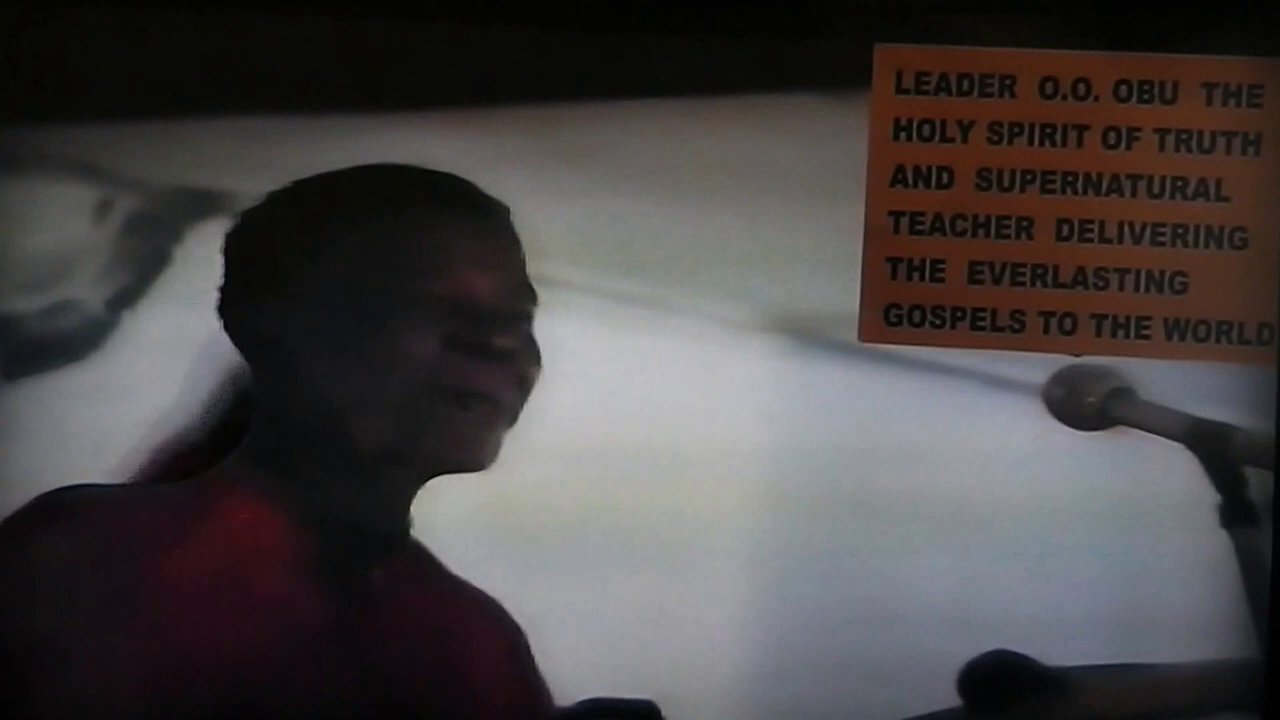 LEADER O.O. OBU THE
HOLY SPIRIT OF TRUTH
AND SUPERNATURAL
TEACHER DELIVERING
THE EVERLASTING
GOSPELS TO THE WORLD